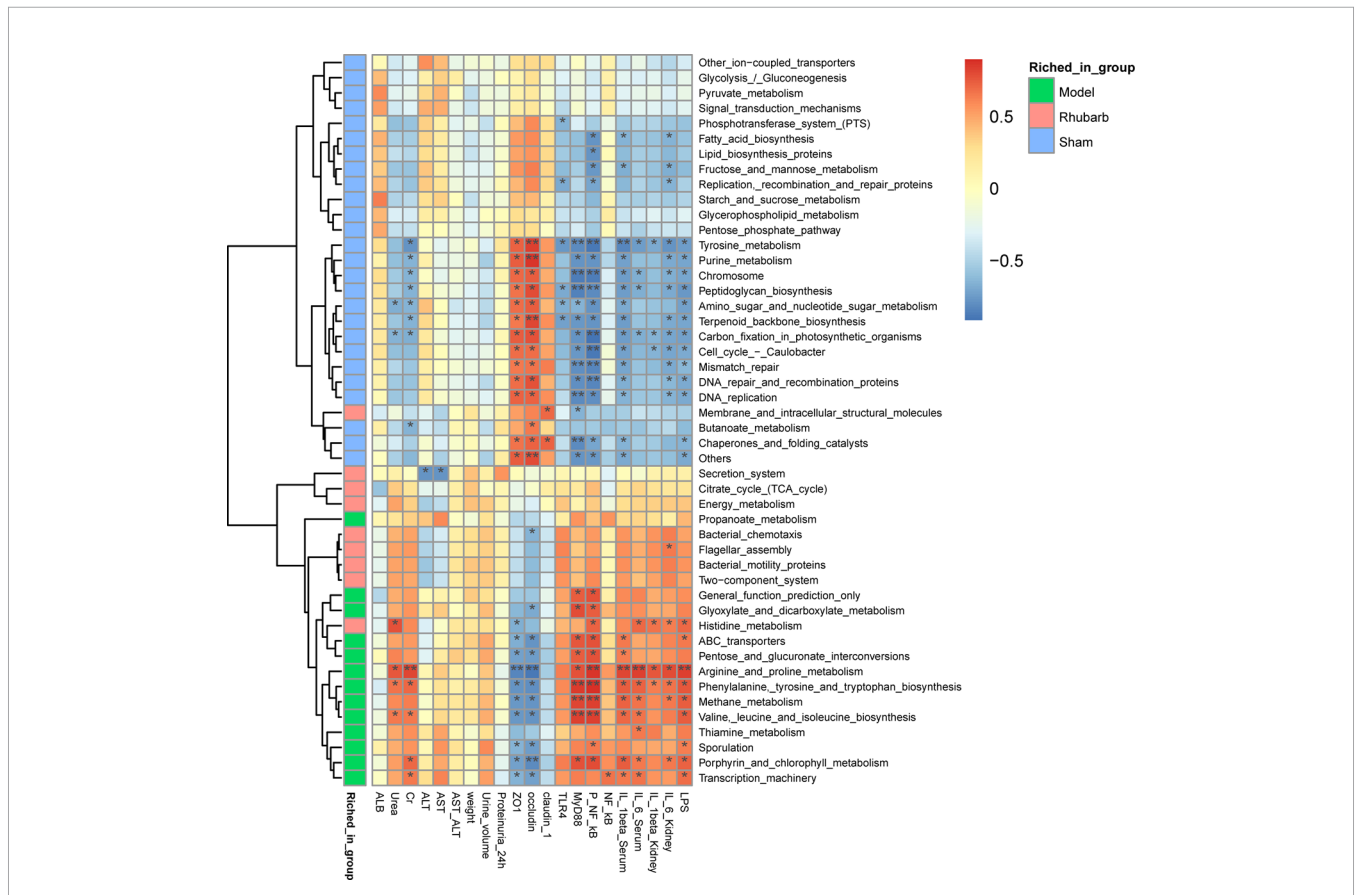 Other_ion-coupled_transporters
Glycolysis_/_Gluconeogenesis
Pyruvate_metabolism
Signal_transduction_mechanisms
Phosphotransferase_system_(PTS)
Fatty_acid_biosynthesis
Lipid_biosynthesis_proteins
Fructose_and_mannose_metabolism
Replication,_recombination_and_repair_proteins
Starch_and_sucrose_metabolism
Glycerophospholipid_metabolism
Pentose_phosphate_pathway
Tyrosine_metabolism
Purine_metabolism
Chromosome
Peptidoglycan_biosynthesis
Amino_sugar_and_nucleotide_sugar_metabolism
Terpenoid_backbone_biosynthesis
Carbon_fixation_in_photosynthetic_organisms
Cell_cycle_-_Caulobacter
Mismatch_repair
DNA_repair_and_recombination_proteins
DNA_replication
Membrane_and_intracellular_structural_molecules
Butanoate_metabolism
Chaperones_and_folding_catalysts
Others
Secretion_system
Citrate_cycle_(TCA_cycle)
Energy_metabolism
Propanoate_metabolism
Bacterial_chemotaxis
Flagellar_assembly
Bacterial_motility_proteins
Two-component_system
General_function_prediction_only
Glyoxylate_and_dicarboxylate_metabolism
Histidine_metabolism
ABC_transporters
Pentose_and_glucuronate_interconversions
Arginine_and_proline_metabolism
Phenylalanine,_tyrosine_and_tryptophan_biosynthesis
Methane_metabolism
Valine,_leucine_and_isoleucine_biosynthesis
Thiamine_metabolism
Sporulation
Porphyrin_and_chlorophyll_metabolism
Transcription_machinery
Riched_in_group
ALB
Urea
Cr
ALT
AST
AST_ALT
weight
Urine_volume
Proteinuria_24h
ZO1
occludin
claudin_1
TLR4
MyD88
P_NF_kB
NF_kB
IL_1beta_Serum
IL_6_Serum
IL_1beta_Kidney
IL_6_Kidney
LPS
0.5
0
−0.5
Riched_in_group
Model
Rhubarb
Sham